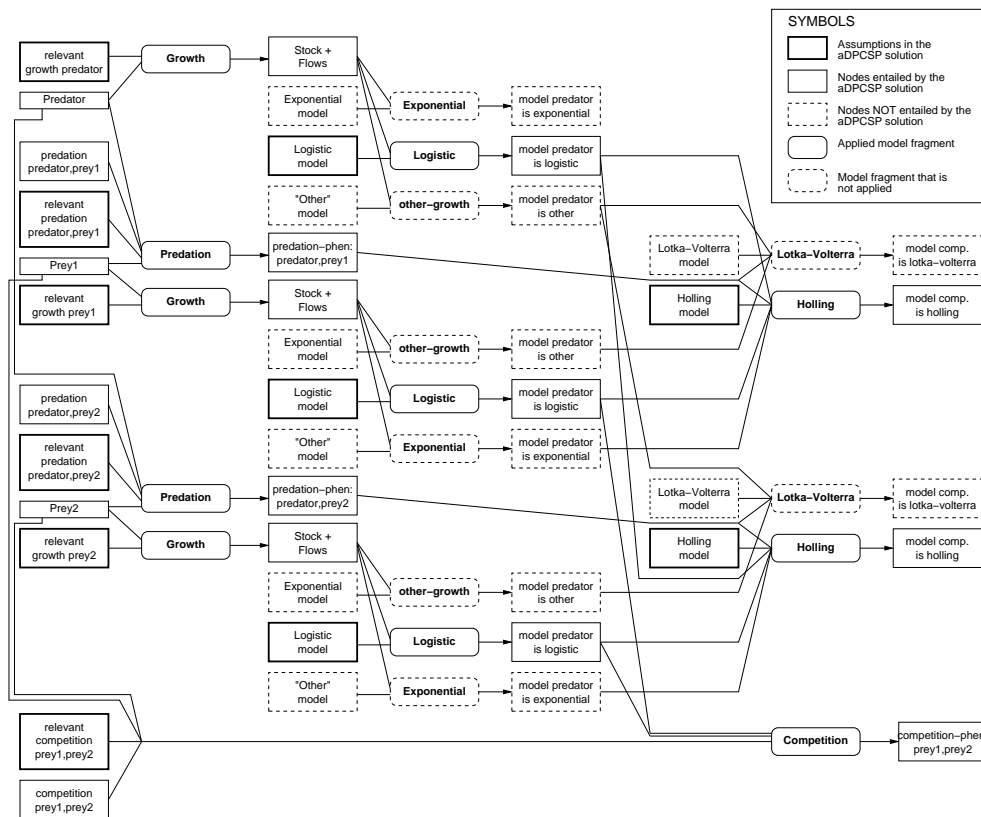 SYMBOLS
Assumptions in the
aDPCSP solution
Nodes entailed by the
aDPCSP solution
Nodes NOT entailed by the
aDPCSP solution
Applied model fragment
Model fragment that is
not applied
relevant
growth predator
Growth
Stock +
Flows
Predator
Exponential
model
Exponential
model predator
is exponential
predation
predator,prey1
Logistic
model
Logistic
model predator
is logistic
relevant
predation
predator,prey1
"Other"
model
other-growth
model predator
is other
Predation
predation-phen:
predator,prey1
Lotka-Volterra
model
Lotka-Volterra
model comp.
is lotka-volterra
Prey1
relevant
growth prey1
Growth
Stock +
Flows
Holling
model
Holling
model comp.
is holling
Exponential
model
other-growth
model predator
is other
predation
predator,prey2
Logistic
model
Logistic
model predator
is logistic
relevant
predation
predator,prey2
"Other"
model
Exponential
model predator
is exponential
Predation
predation-phen:
predator,prey2
Lotka-Volterra
model
Lotka-Volterra
model comp.
is lotka-volterra
Prey2
relevant
growth prey2
Growth
Stock +
Flows
Holling
model
Holling
model comp.
is holling
Exponential
model
other-growth
model predator
is other
Logistic
model
Logistic
model predator
is logistic
"Other"
model
Exponential
model predator
is exponential
relevant
competition
prey1,prey2
Competition
competition-phen:
prey1,prey2
competition
prey1,prey2